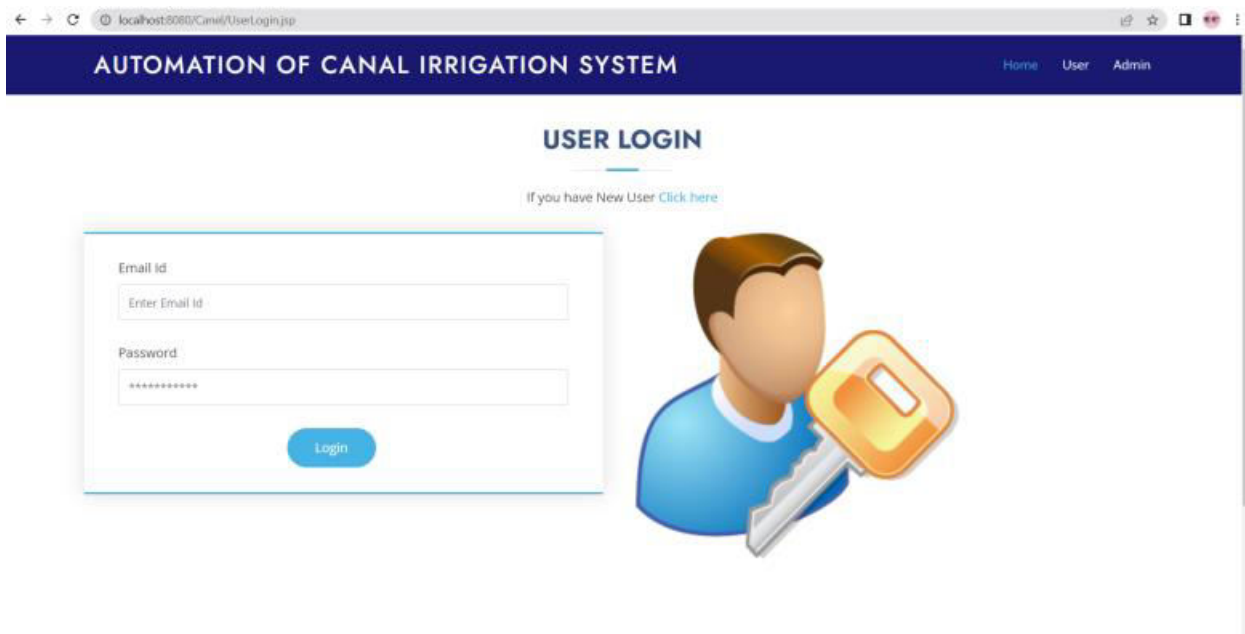 localhost:8080/Canel/UserLogin.jsp
AUTOMATION OF CANAL IRRIGATION SYSTEM
Home User Admin
USER LOGIN
If you have New User Click here
Email Id
Enter Email Id
Password
***********
Login